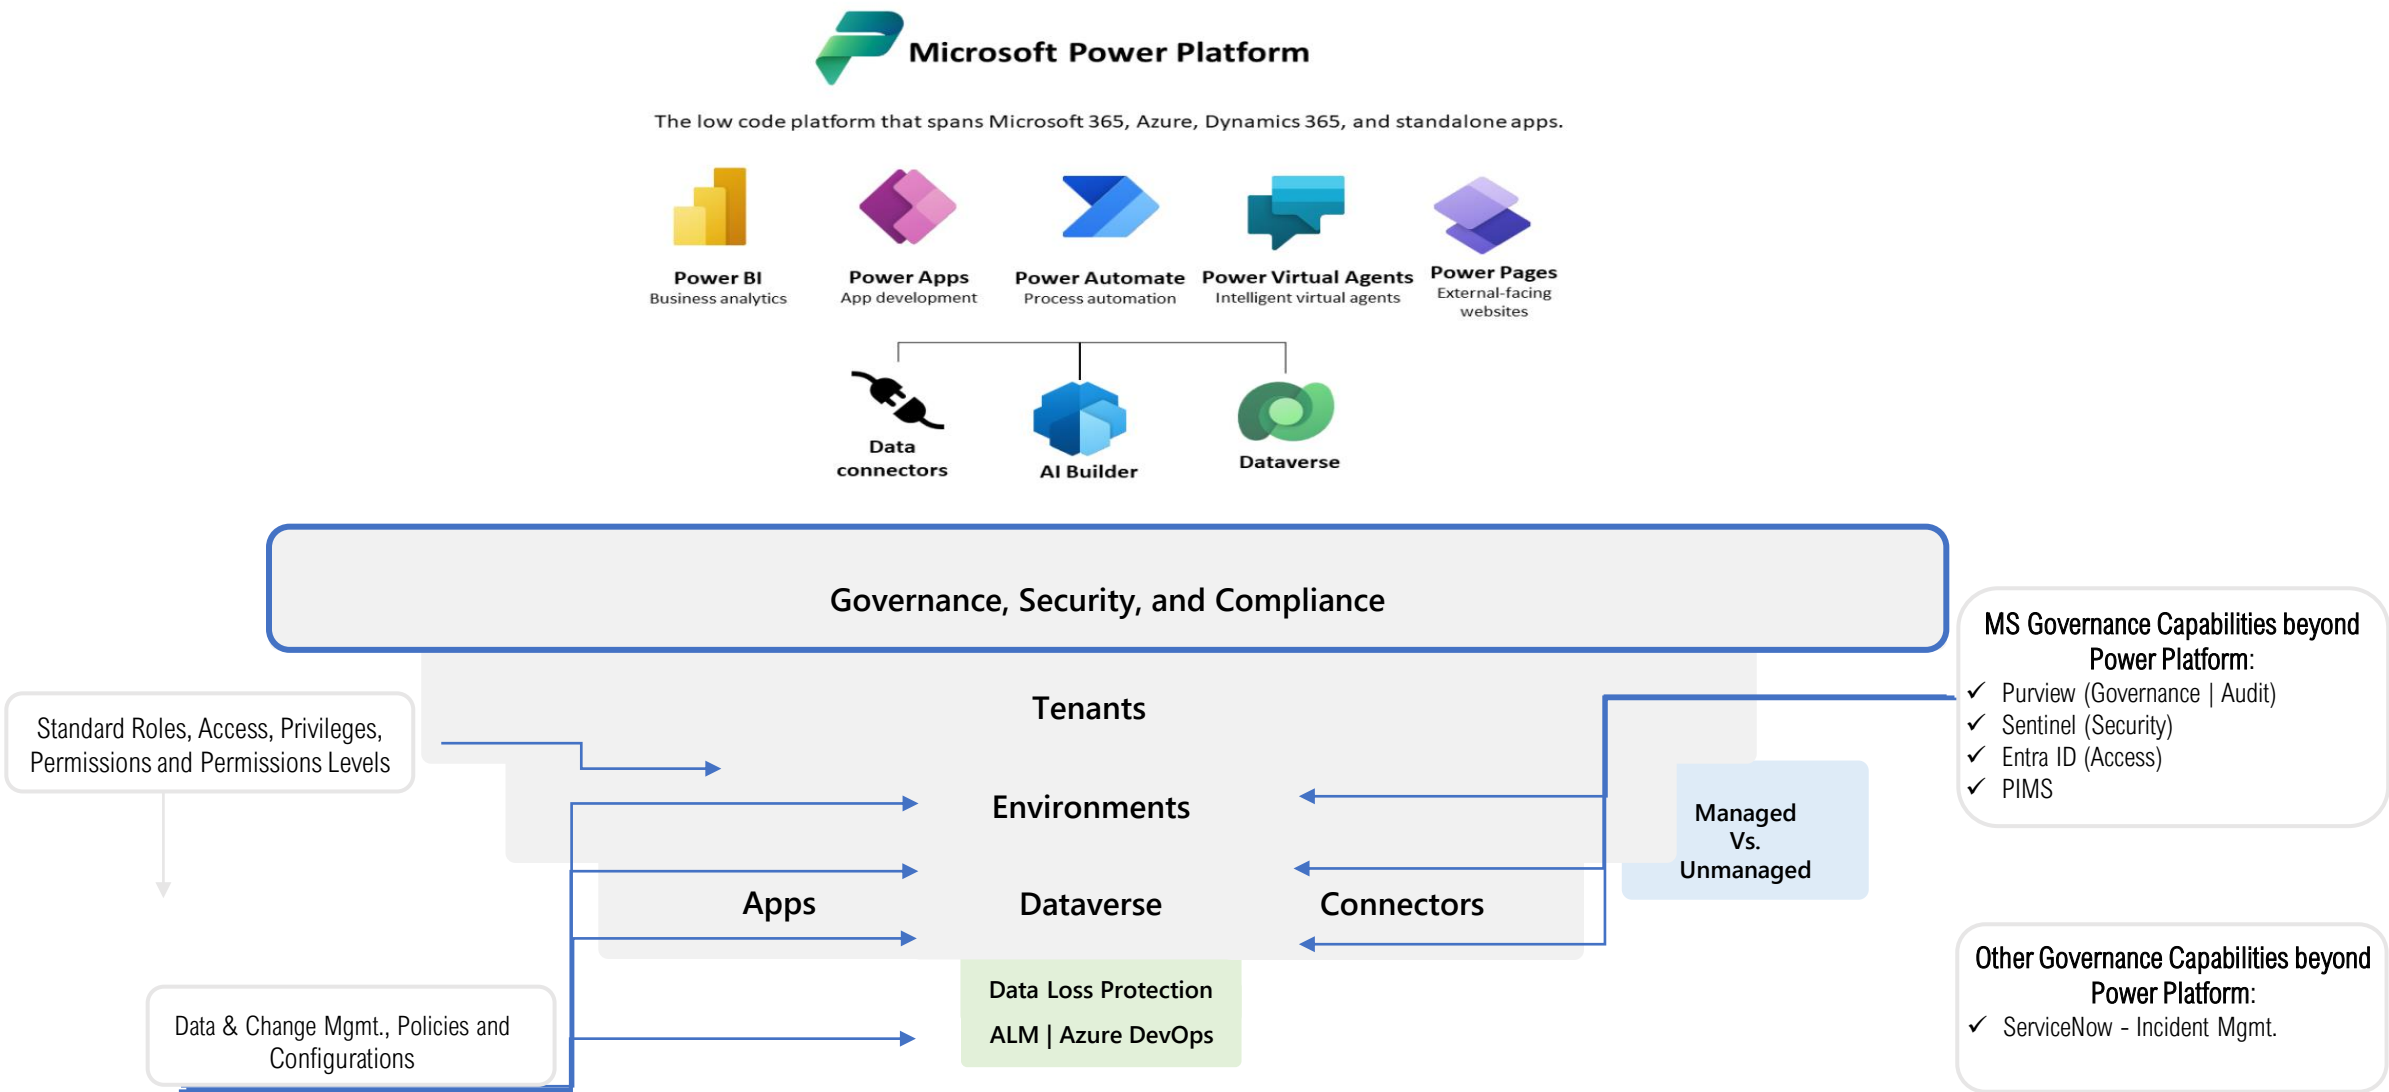 Microsoft Power Platform
The low code platform that spans Microsoft 365, Azure, Dynamics 365, and standalone apps.
Power BI
Business analytics
Power Apps
App development
Power Automate
Process automation
Power Virtual Agents
Intelligent virtual agents
Power Pages
External-facing
websites
Data
connectors
AI Builder
Dataverse
Governance, Security, and Compliance
Tenants
Environments
Apps
Dataverse
Connectors
Data Loss Protection
ALM | Azure DevOps
Standard Roles, Access, Privileges,
Permissions and Permissions Levels
Data & Change Mgmt., Policies and
Configurations
Managed
Vs.
Unmanaged
MS Governance Capabilities beyond
Power Platform:
✓ Purview (Governance | Audit)
✓ Sentinel (Security)
✓ Entra ID (Access)
✓ PIMS
Other Governance Capabilities beyond
Power Platform:
✓ ServiceNow - Incident Mgmt.